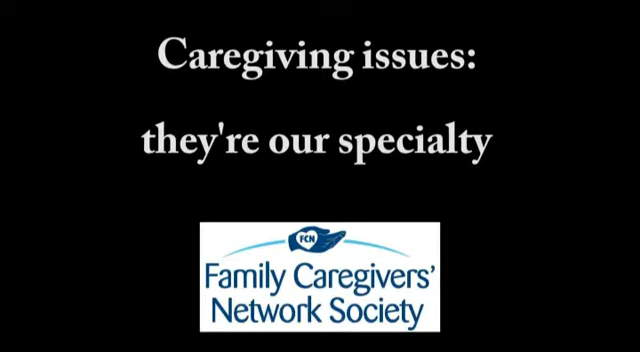 Caregiving issues:
they're our specialty
FCN
Family Caregivers'
Network Society